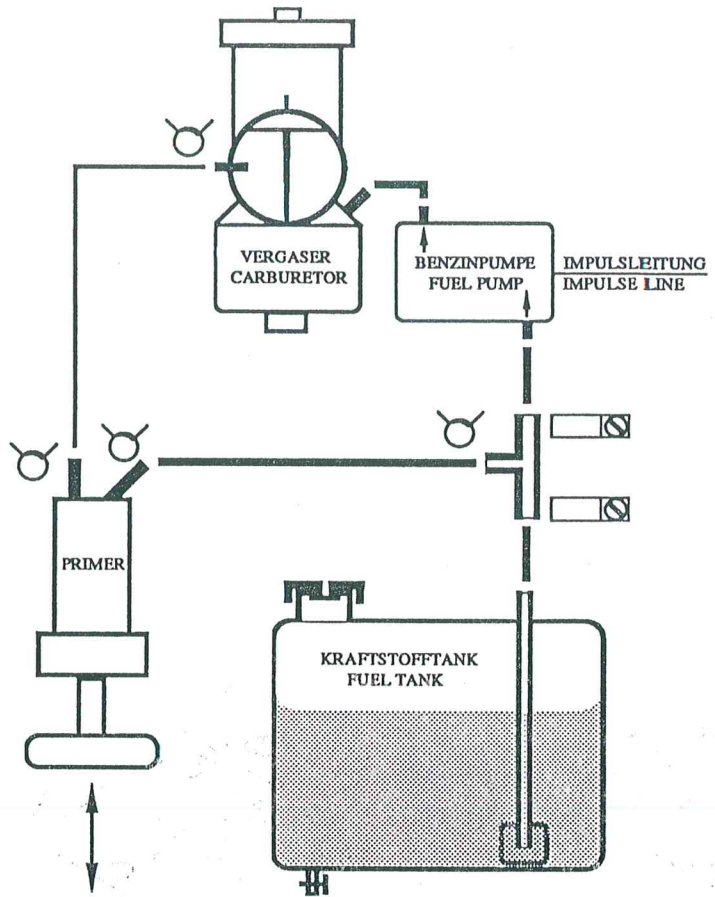 VERGASER
CARBURETOR
BENZINPUMPE
FUEL PUMP
IMPULSLEITUNG
IMPULSE LINE
PRIMER
KRAFTSTOFFTANK
FUEL TANK